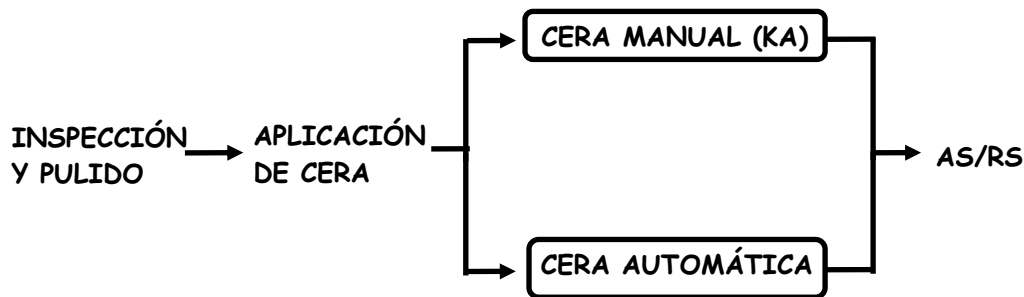 CERA MANUAL (KA)
INSPECCIÓN
Y PULIDO
APLICACIÓN
DE CERA
AS/RS
CERA AUTOMÁTICA